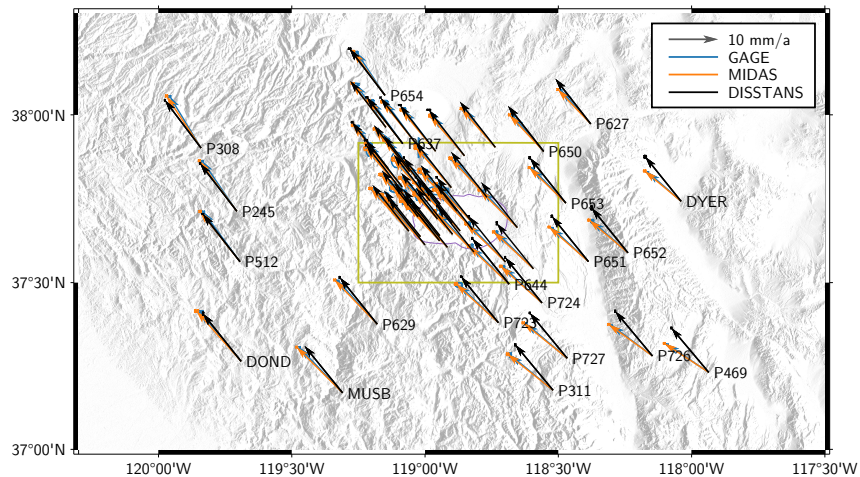 10 mm/a
GAGE
MIDAS
DISSTANS
38°00'N
37°30'N
37°00'N
P654
P627
P308
P637
P650
P245
P653
DYER
P512
P652
P651
P644
P724
P629
P723
P727
P726
DOND
P469
MUSB
P311
120°00'W
119°30'W
119°00'W
118°30'W
118°00'W
117°30'W